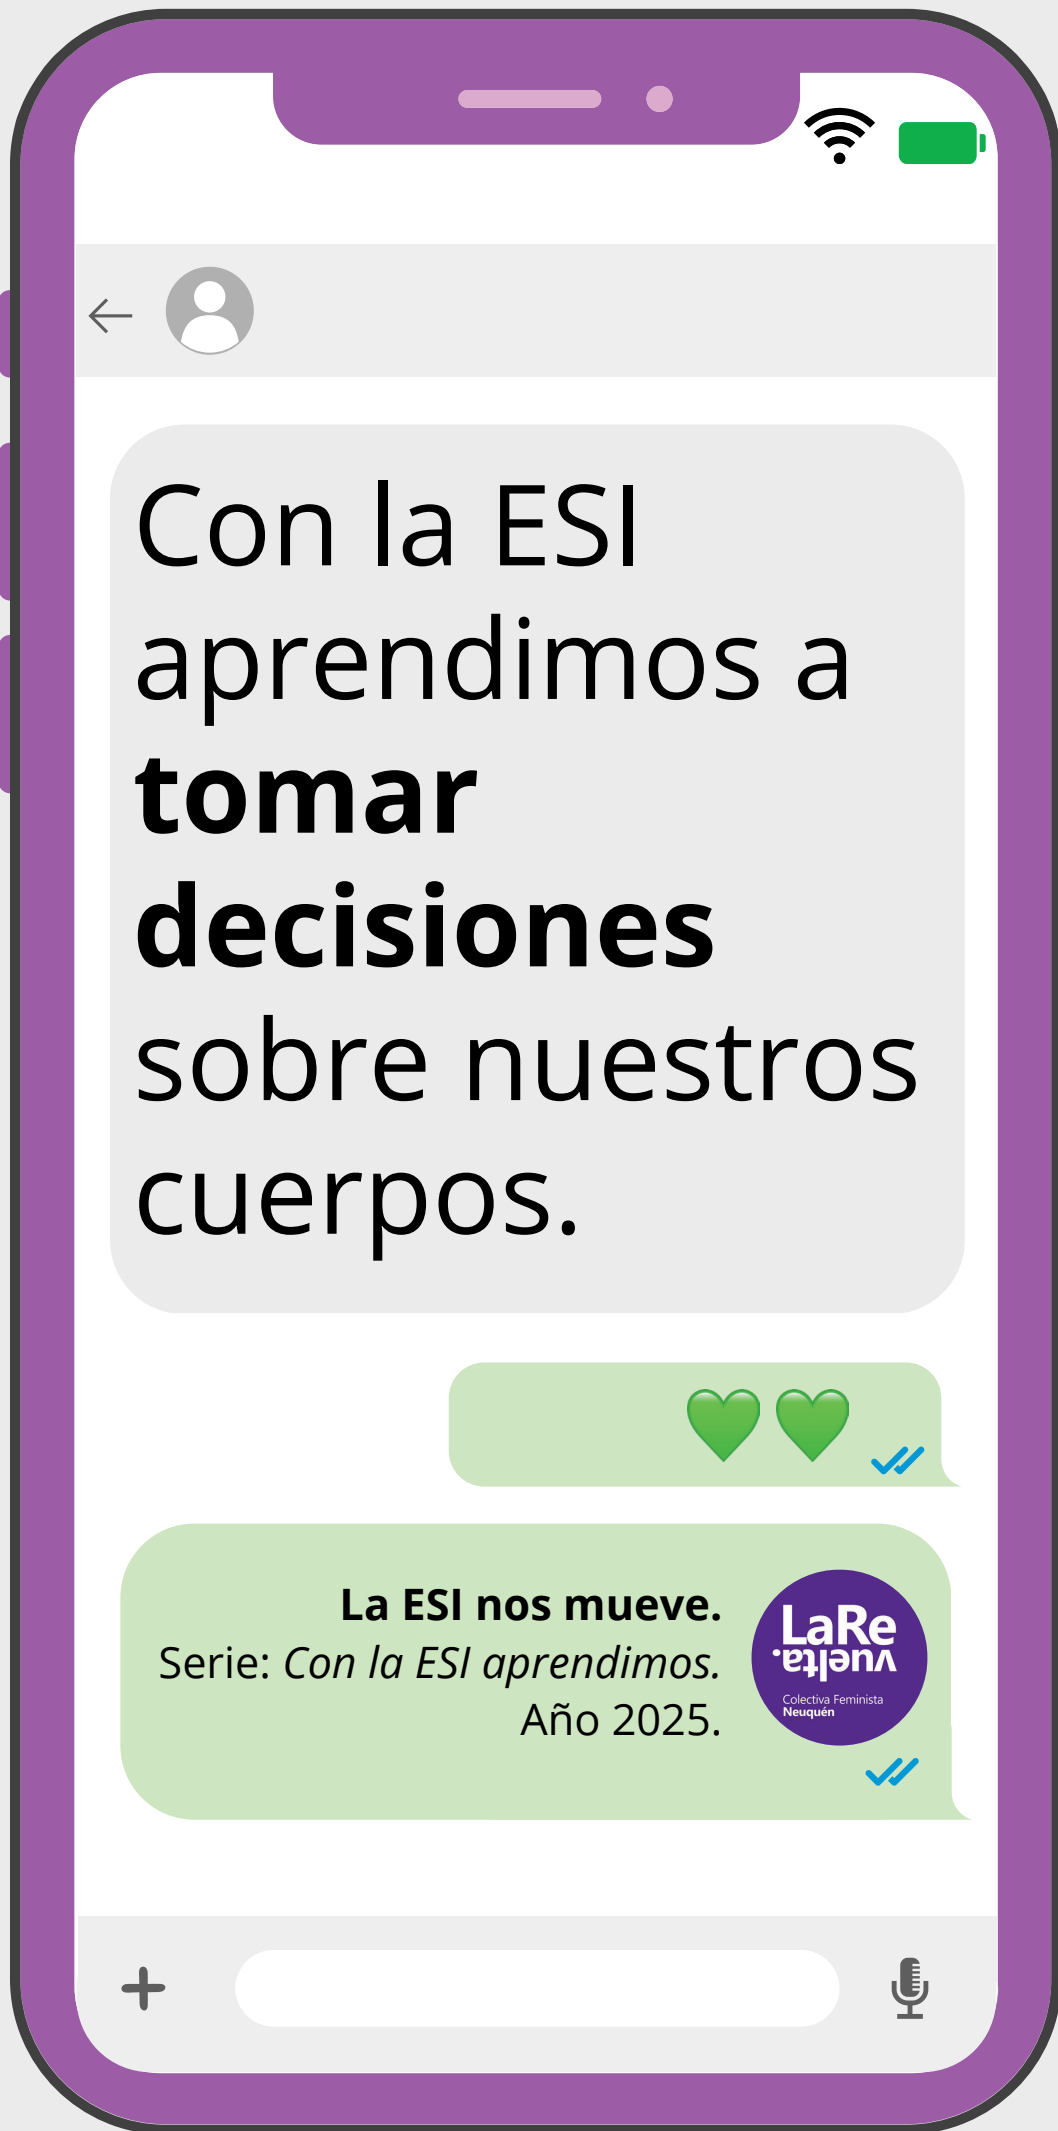 Con la ESI
aprendimos a
tomar
decisiones
sobre nuestros
cuerpos.
💚 💚
La ESI nos mueve.
Serie: Con la ESI aprendimos.
Año 2025.
LaRe
vuelta.
Colectiva Feminista
Neuquén